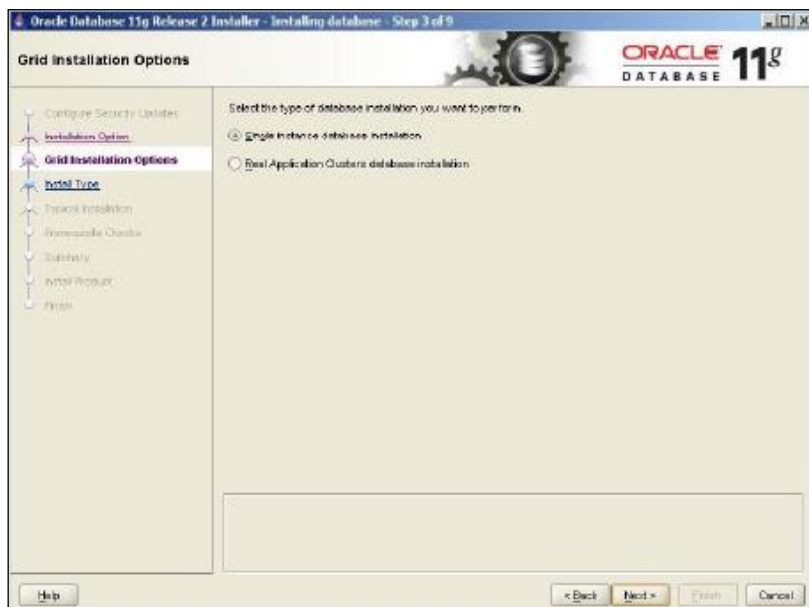 Oracle Database 11g Release 2 Installer - Installing database - Step 3 of 9
Grid Installation Options
ORACLE
DATABASE
11g
Configure Security Updates
Installation Option
Grid Installation Options
Install Type
Typical Installation
Prerequisite Checks
Summary
Install Product
Finish
Select the type of database installation you want to perform.
Single instance database installation
Real Application Clusters database installation
Help
< Back
Next >
Finish
Cancel